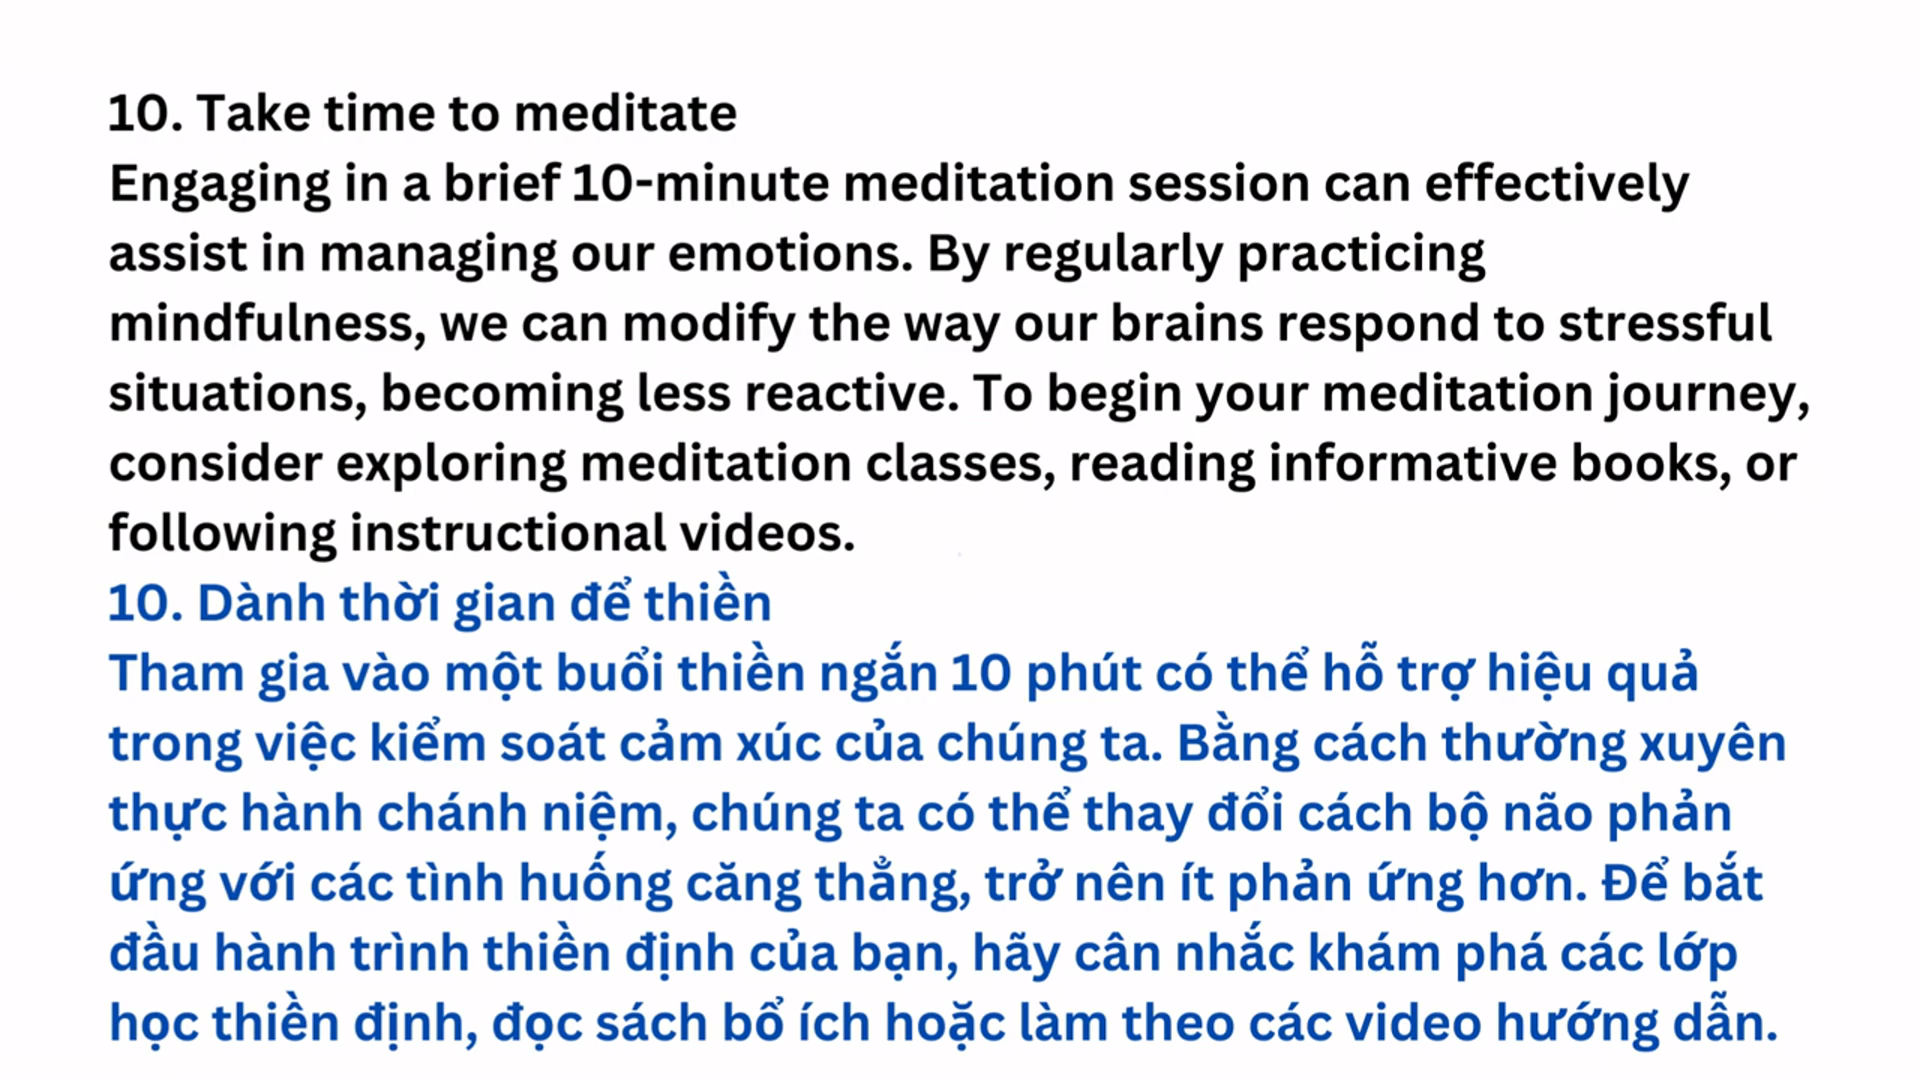 10. Take time to meditate
Engaging in a brief 10-minute meditation session can effectively
assist in managing our emotions. By regularly practicing
mindfulness, we can modify the way our brains respond to stressful
situations, becoming less reactive. To begin your meditation journey,
consider exploring meditation classes, reading informative books, or
following instructional videos.
10. Dành thời gian để thiền
Tham gia vào một buổi thiền ngắn 10 phút có thể hỗ trợ hiệu quả
trong việc kiểm soát cảm xúc của chúng ta. Bằng cách thường xuyên
thực hành chánh niệm, chúng ta có thể thay đổi cách bộ não phản
ứng với các tình huống căng thẳng, trở nên ít phản ứng hơn. Để bắt
đầu hành trình thiền định của bạn, hãy cân nhắc khám phá các lớp
học thiền định, đọc sách bổ ích hoặc làm theo các video hướng dẫn.